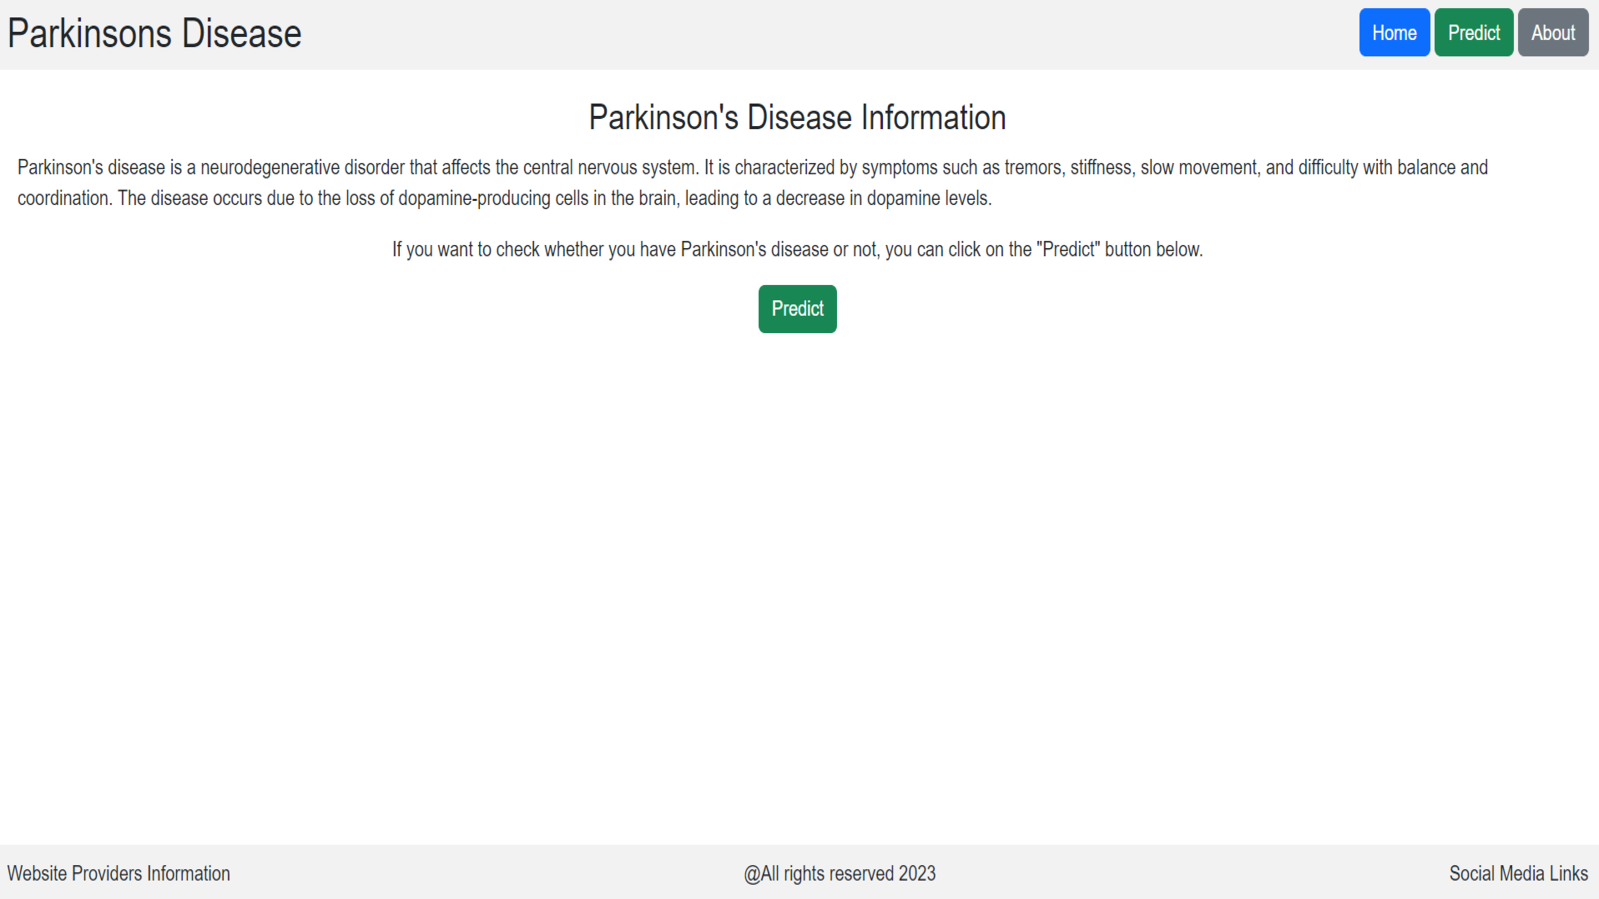 Parkinsons Disease
Home Predict About
Parkinson's Disease Information
Parkinson's disease is a neurodegenerative disorder that affects the central nervous system. It is characterized by symptoms such as tremors, stiffness, slow movement, and difficulty with balance and
coordination. The disease occurs due to the loss of dopamine-producing cells in the brain, leading to a decrease in dopamine levels.
If you want to check whether you have Parkinson's disease or not, you can click on the "Predict" button below.
Predict
Website Providers Information @All rights reserved 2023 Social Media Links